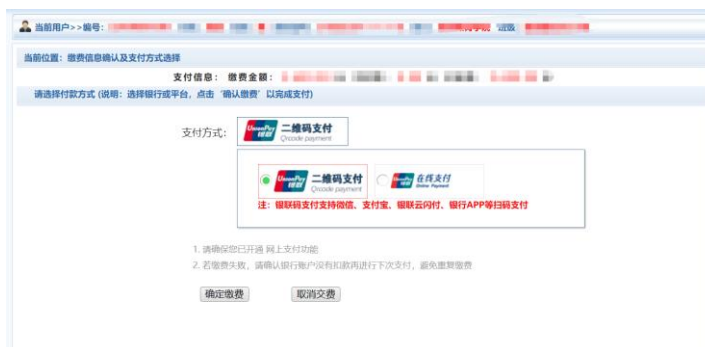 当前用户>>编号:
当前位置：缴费信息确认及支付方式选择
支付信息： 缴费金额：
请选择付款方式 (说明：选择银行或平台，点击‘确认缴费’以完成支付)
支付方式： UnionPay 银联 二维码支付 Qrcode payment
UnionPay 银联 二维码支付 Qrcode payment UnionPay 银联 在线支付 Online Payment
注：银联码支付支持微信、支付宝、银联云闪付、银行APP等扫码支付
1. 请确保您已开通 网上支付功能
2. 若缴费失败，请确认银行账户没有扣款再进行下次支付，避免重复缴费
确定缴费 取消交费